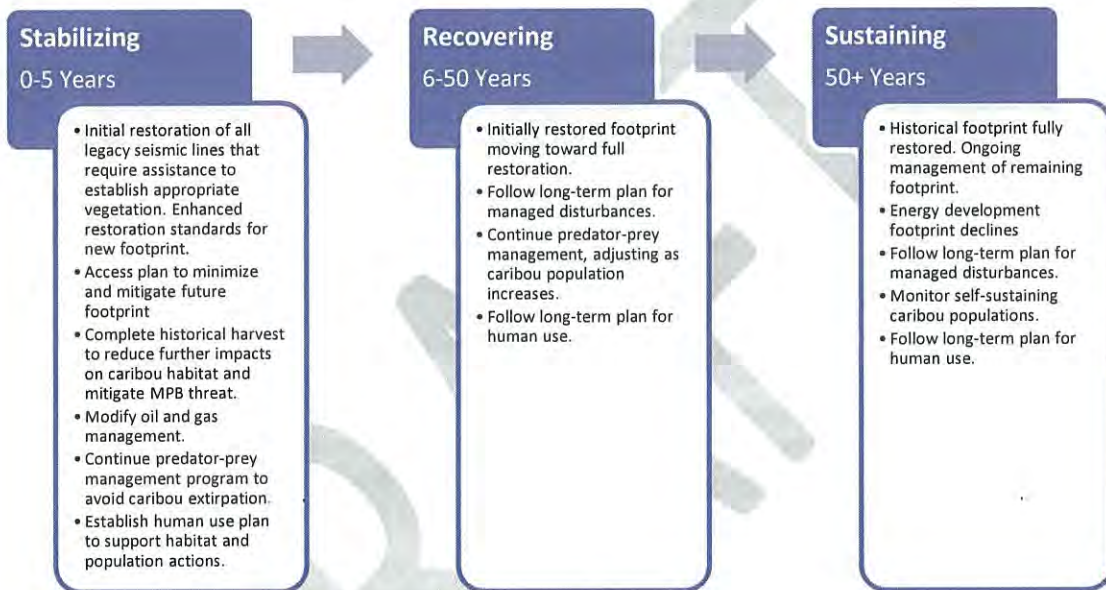 Stabilizing
0-5 Years
• Initial restoration of all
legacy seismic lines that
require assistance to
establish appropriate
vegetation. Enhanced
restoration standards for
new footprint.
• Access plan to minimize
and mitigate future
footprint
• Complete historical harvest
to reduce further impacts
on caribou habitat and
mitigate MPB threat.
• Modify oil and gas
management.
• Continue predator-prey
management program to
avoid caribou extirpation.
• Establish human use plan
to support habitat and
population actions.
Recovering
6-50 Years
• Initially restored footprint
moving toward full
restoration.
• Follow long-term plan for
managed disturbances.
• Continue predator-prey
management, adjusting as
caribou population
increases.
• Follow long-term plan for
human use.
Sustaining
50+ Years
• Historical footprint fully
restored. Ongoing
management of remaining
footprint.
• Energy development
footprint declines
• Follow long-term plan for
managed disturbances.
• Monitor self-sustaining
caribou populations.
• Follow long-term plan for
human use.